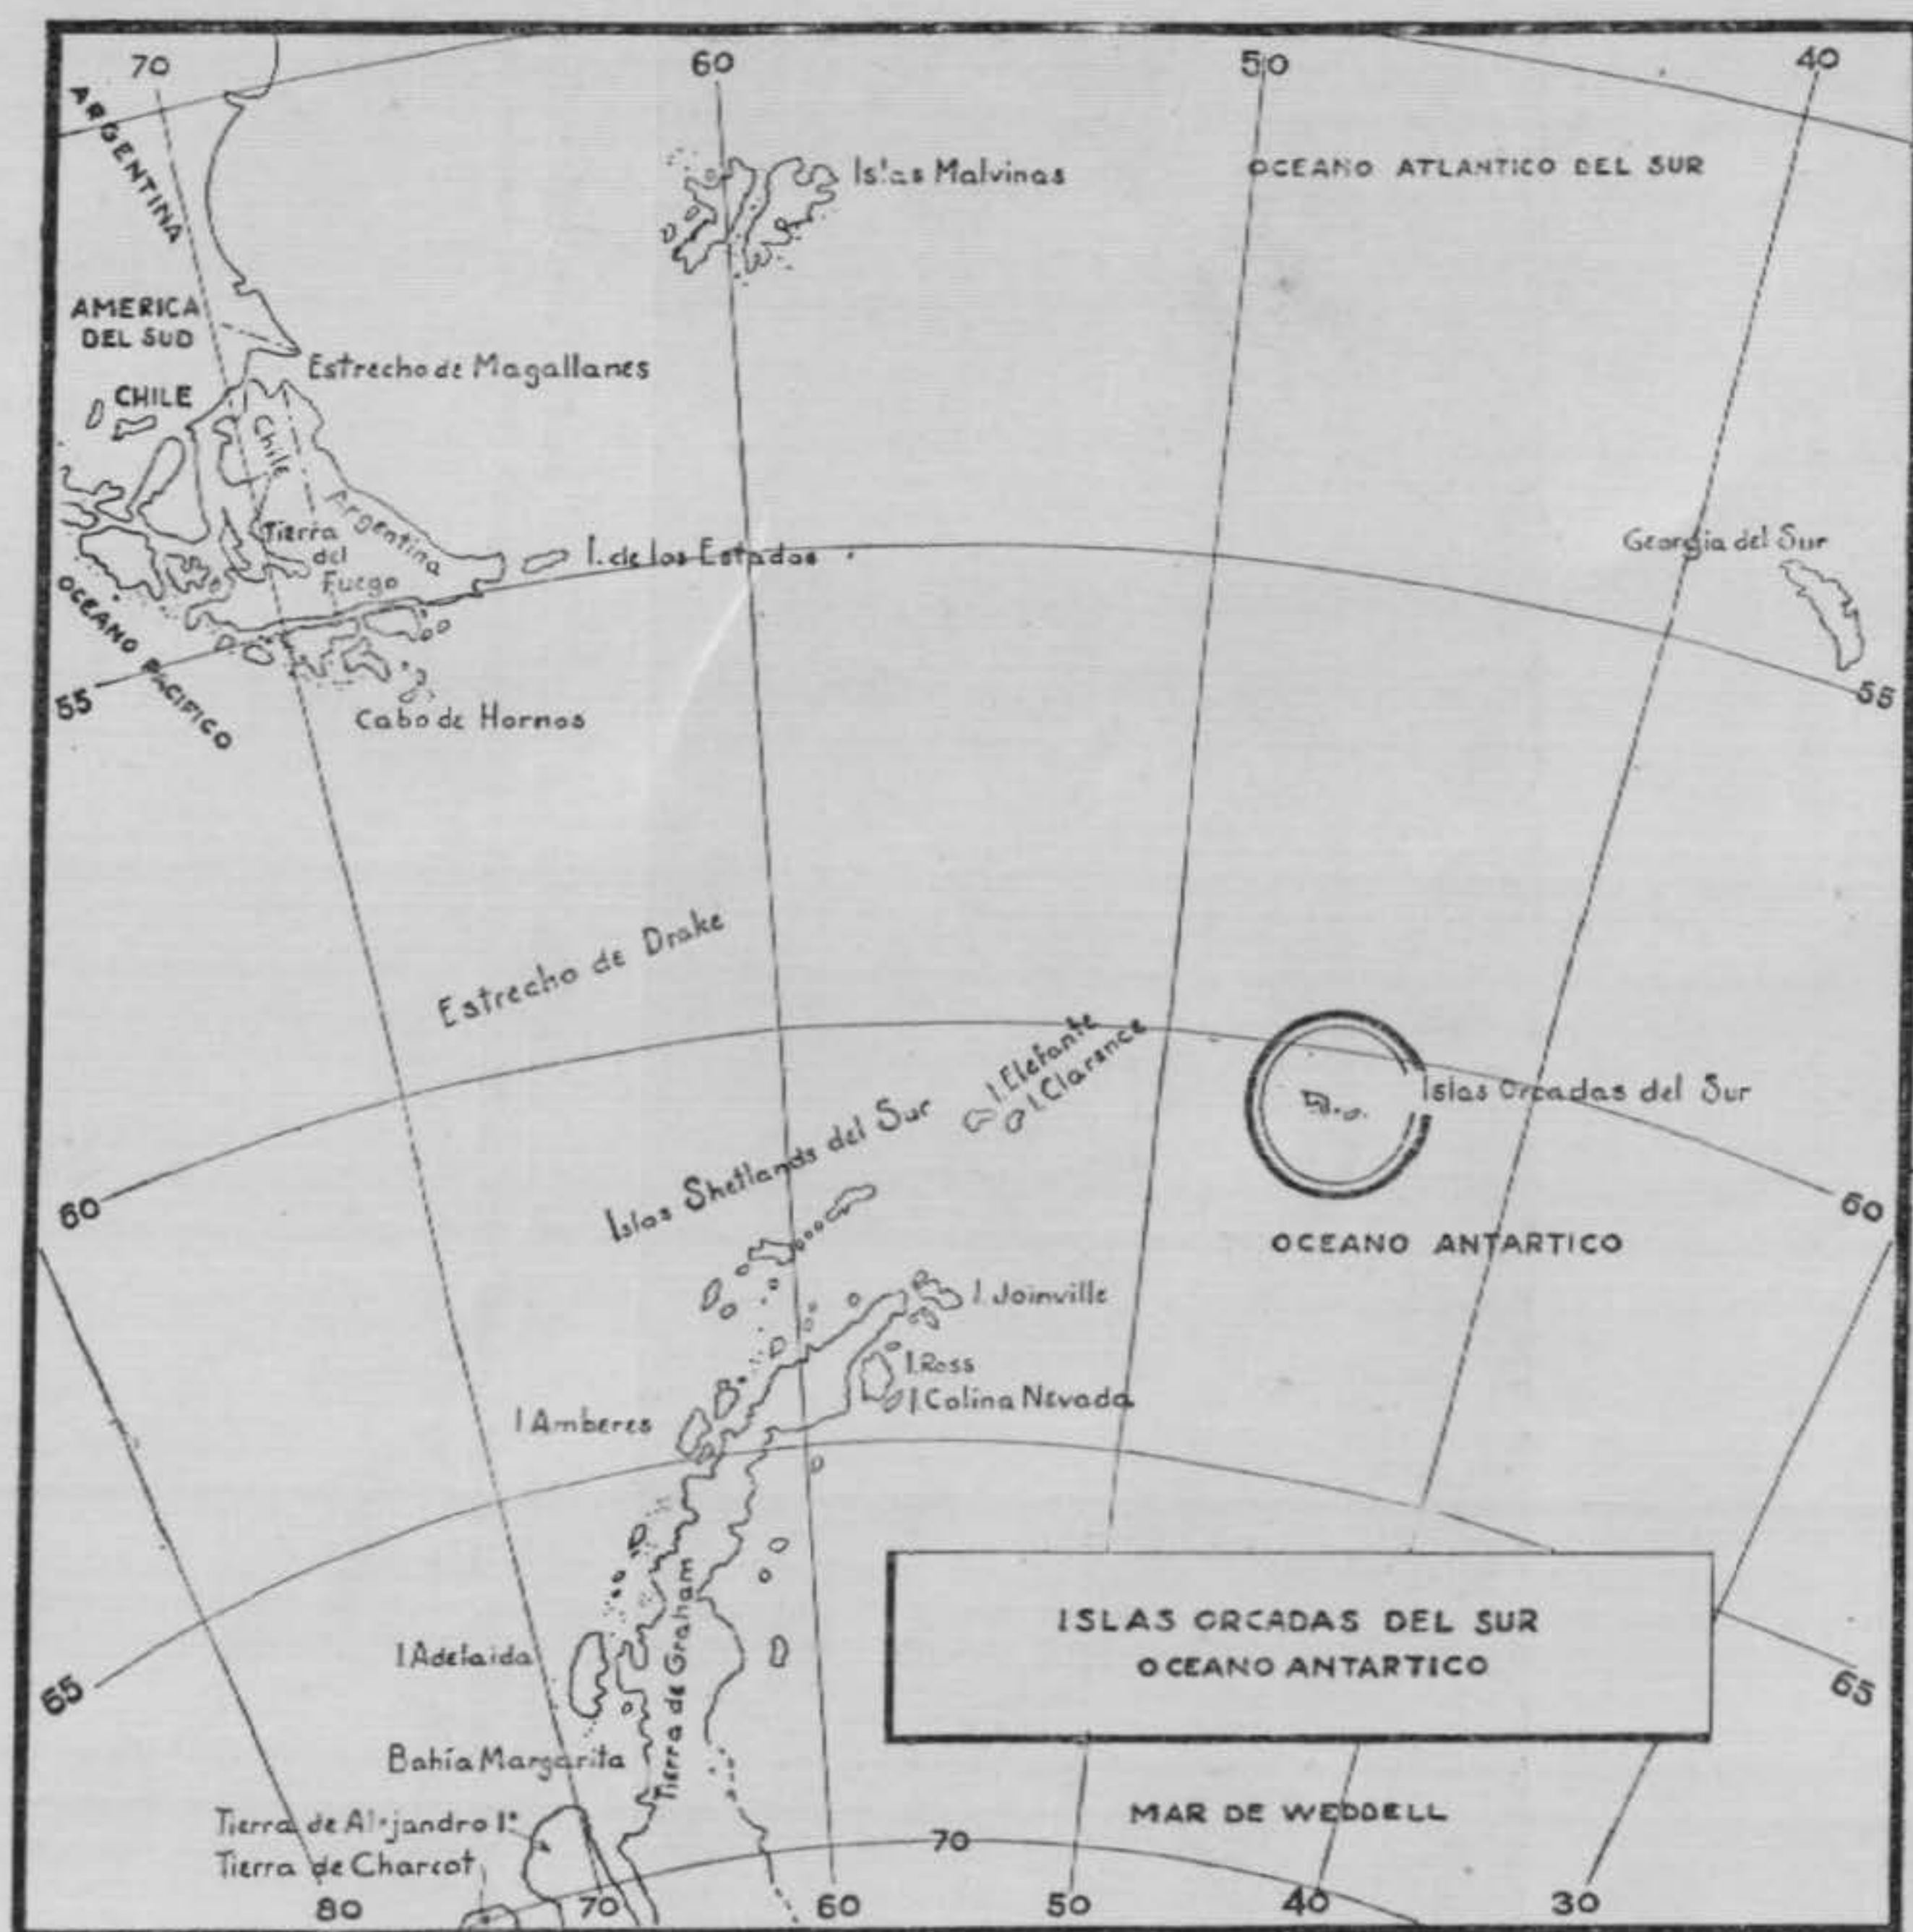 70
60
50
40
ARGENTINA
Islas Malvinas
OCEANO ATLANTICO DEL SUR
AMERICA
DEL SUD
Estrecho de Magallanes
CHILE
Chile
Argentina
Tierra
del
Fuego
I. de los Estados
Georgia del Sur
OCEANO PACIFICO
55
55
Cabo de Hornos
Estrecho de Drake
I. Elefante
I. Clarence
Islas Orcadas del Sur
Islas Shetlands del Sur
60
60
OCEANO ANTARTICO
I. Joinville
I. Ross
I. Colina Nevada
I Amberes
ISLAS ORCADAS DEL SUR
OCEANO ANTARTICO
I Adelaida
Tierra de Graham
65
65
Bahía Margarita
MAR DE WEDDELL
Tierra de Alejandro Iº
Tierra de Charcot
70
80
70
60
50
40
30